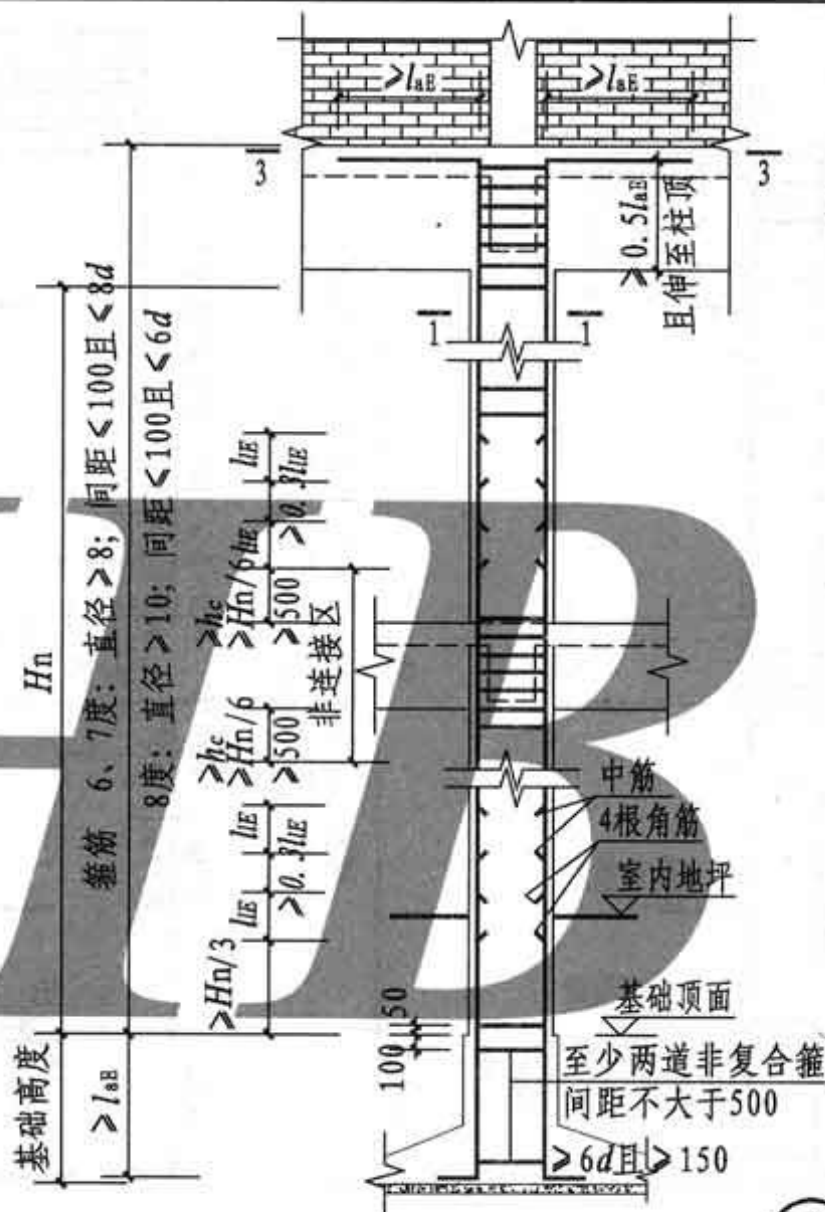 ≥laE
≥laE
3
3
≥0.5laE
且伸至柱顶
1
1
Hn
箍筋 6、7度：直径≥8；间距≤100且≤8d
8度：直径≥10；间距≤100且≤6d
llE
≥0.3llE
llE
≥hc
≥Hn/6
≥500
非连接区
≥hc
≥Hn/6
≥500
llE
≥0.3llE
llE
≥Hn/3
中筋
4根角筋
室内地坪
基础顶面
50
100
至少两道非复合箍
间距不大于500
≥6d且≥150
基础高度
≥laE
HB